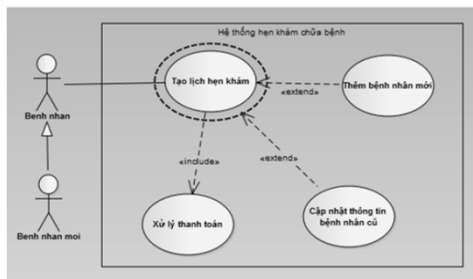 Hệ thống hẹn khám chữa bệnh
Tạo lịch hẹn khám
Thêm bệnh nhân mới
«extend»
Benh nhan
«include»
«extend»
Benh nhan moi
Xử lý thanh toán
Cập nhật thông tin
bệnh nhân cũ